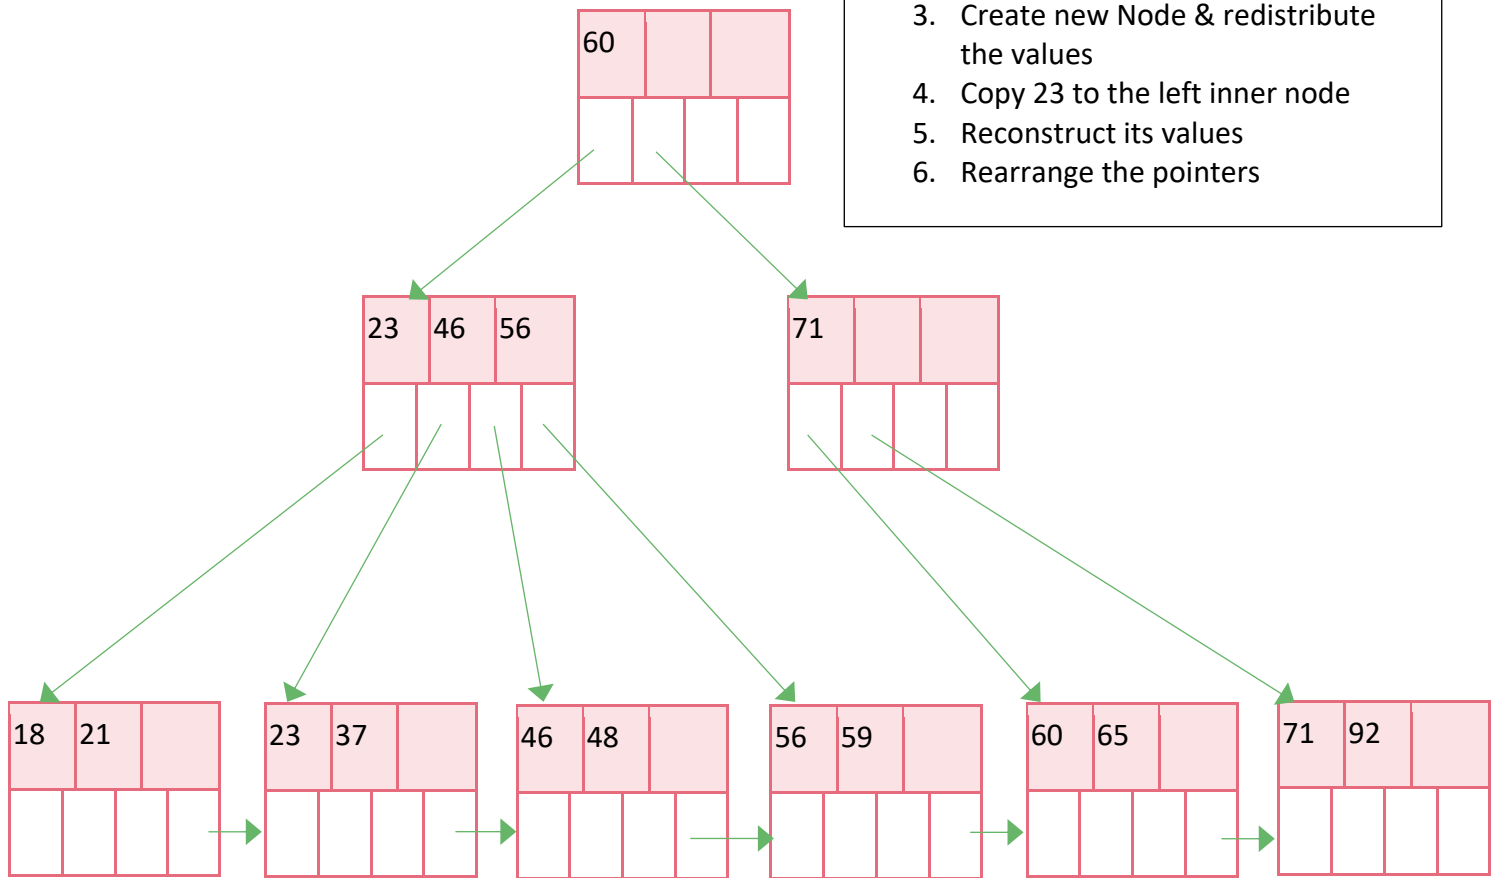 3. Create new Node & redistribute
the values
4. Copy 23 to the left inner node
5. Reconstruct its values
6. Rearrange the pointers
60
23 46 56
71
18 21
23 37
46 48
56 59
60 65
71 92